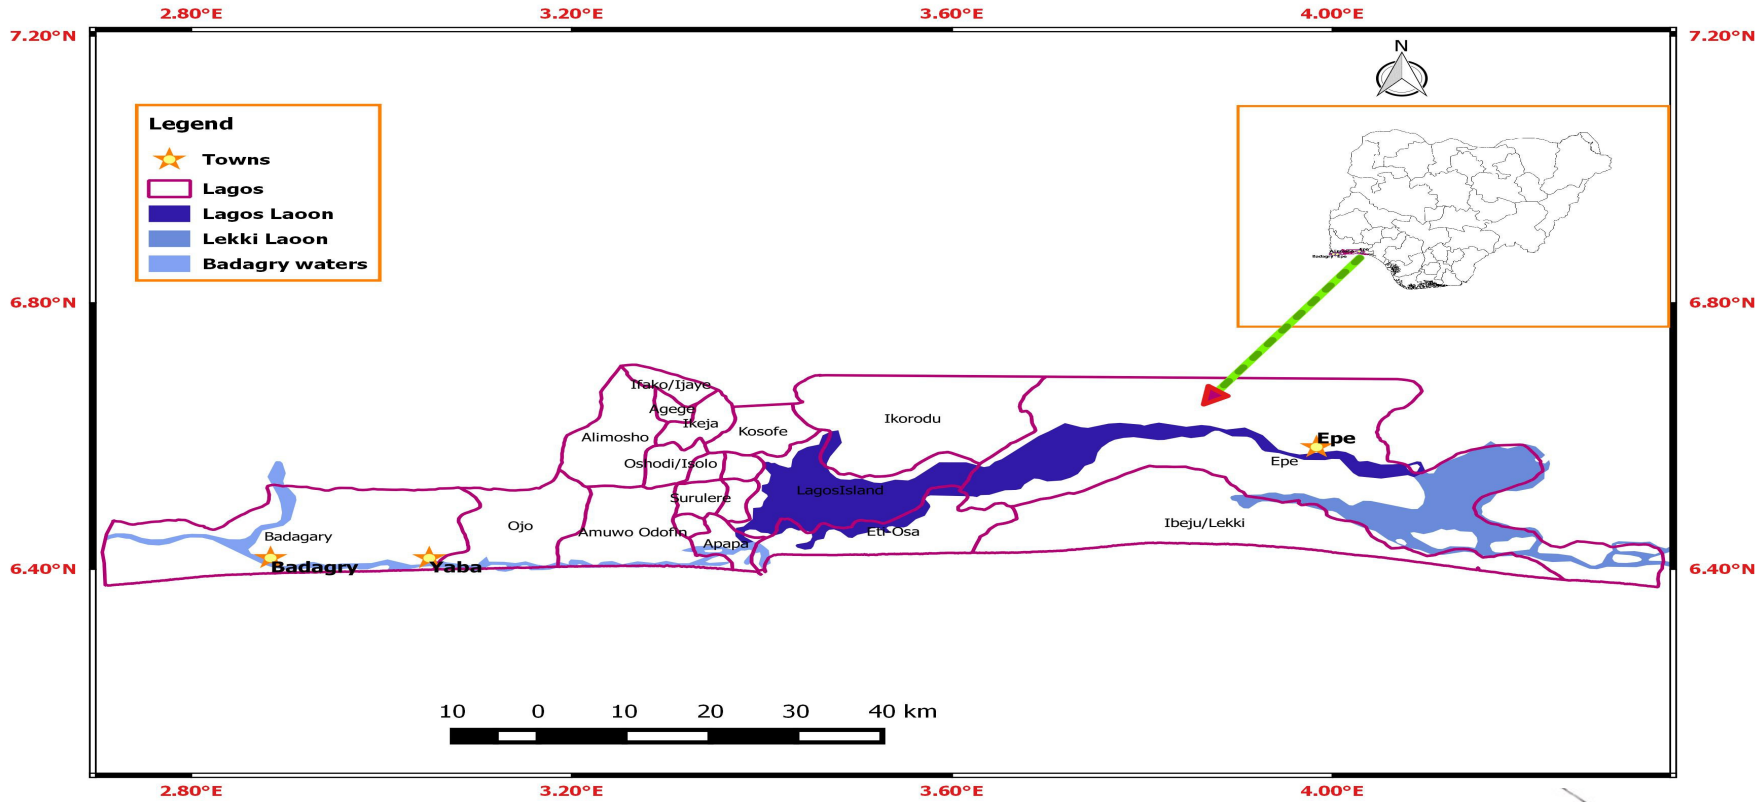 2.80°E 3.20°E 3.60°E 4.00°E
7.20°N 7.20°N
N
Legend
Towns
Lagos
Lagos Laoon
Lekki Laoon
Badagry waters
6.80°N 6.80°N
Ifako/Ijaye
Agege
Ikeja
Ikorodu
Alimosho
Kosofe
Epe
Oshodi/Isolo
Epe
Surulere
LagosIsland
Ojo
Amuwo Odofin
Eti-Osa
Ibeju/Lekki
Badagary
Apapa
Badagry
Yaba
6.40°N 6.40°N
10 0 10 20 30 40 km
2.80°E 3.20°E 3.60°E 4.00°E